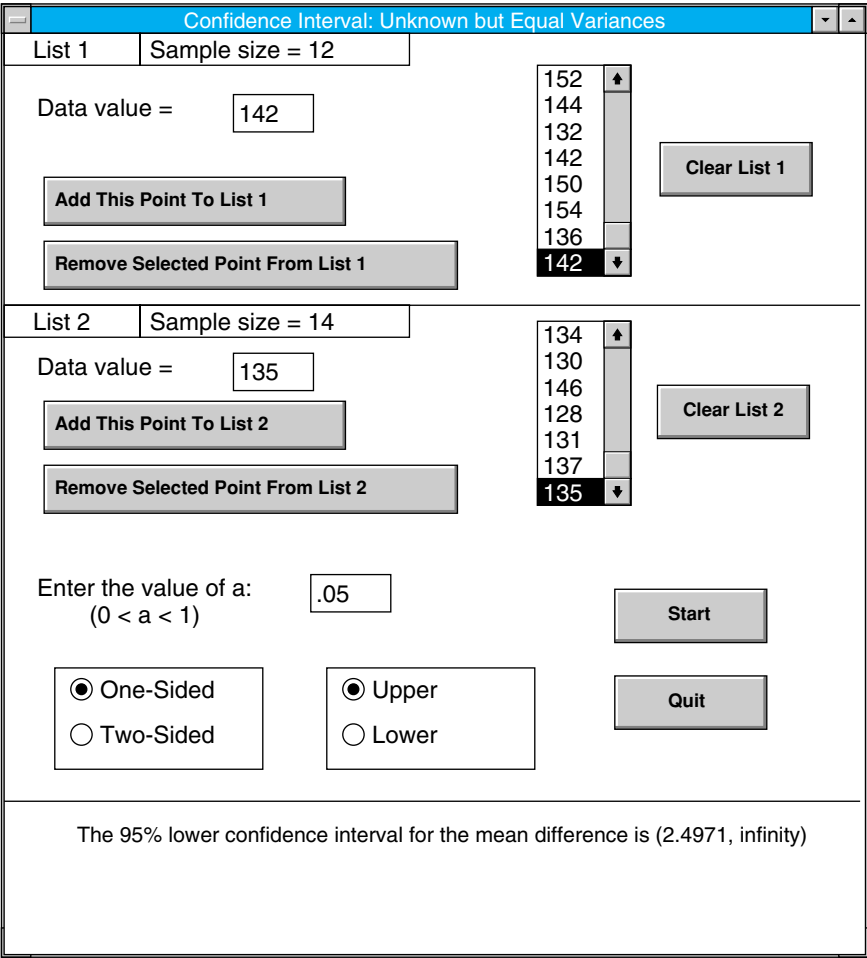 Confidence Interval: Unknown but Equal Variances
List 1 Sample size = 12
Data value = 142
152
144
132
142
150
154
136
142
Clear List 1
Add This Point To List 1
Remove Selected Point From List 1
List 2 Sample size = 14
Data value = 135
134
130
146
128
131
137
135
Clear List 2
Add This Point To List 2
Remove Selected Point From List 2
Enter the value of a: .05
(0 < a < 1)
Start
One-Sided
Two-Sided
Upper
Lower
Quit
The 95% lower confidence interval for the mean difference is (2.4971, infinity)